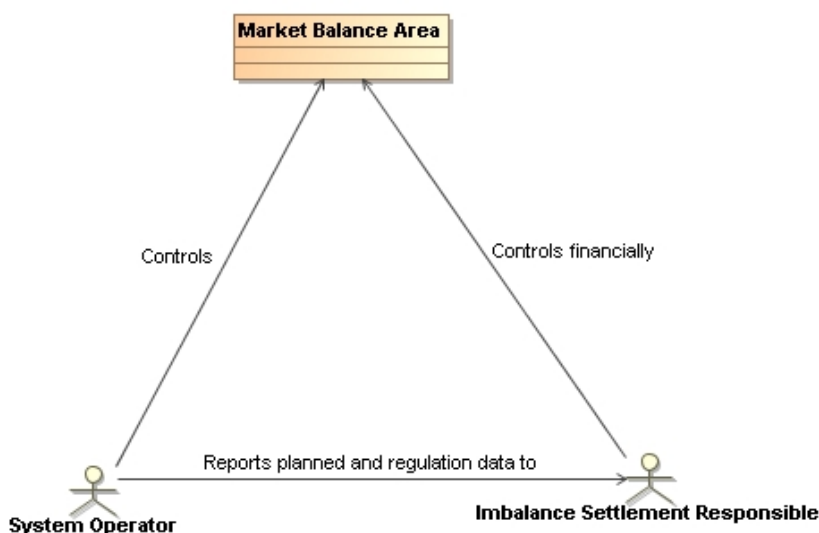 Market Balance Area
Controls
Controls financially
Reports planned and regulation data to
System Operator
Imbalance Settlement Responsible